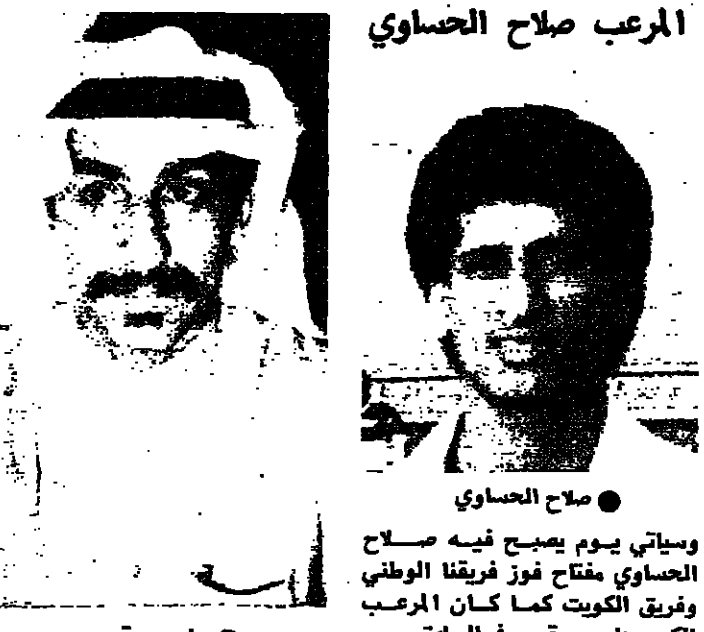 المرعب صلاح الحساوي
● صلاح الحساوي
وسياتي يوم يصبح فيه صلاح
الحساوي مفتاح فوز فريقنا الوطني
وفريق الكويت كما كان المرعب